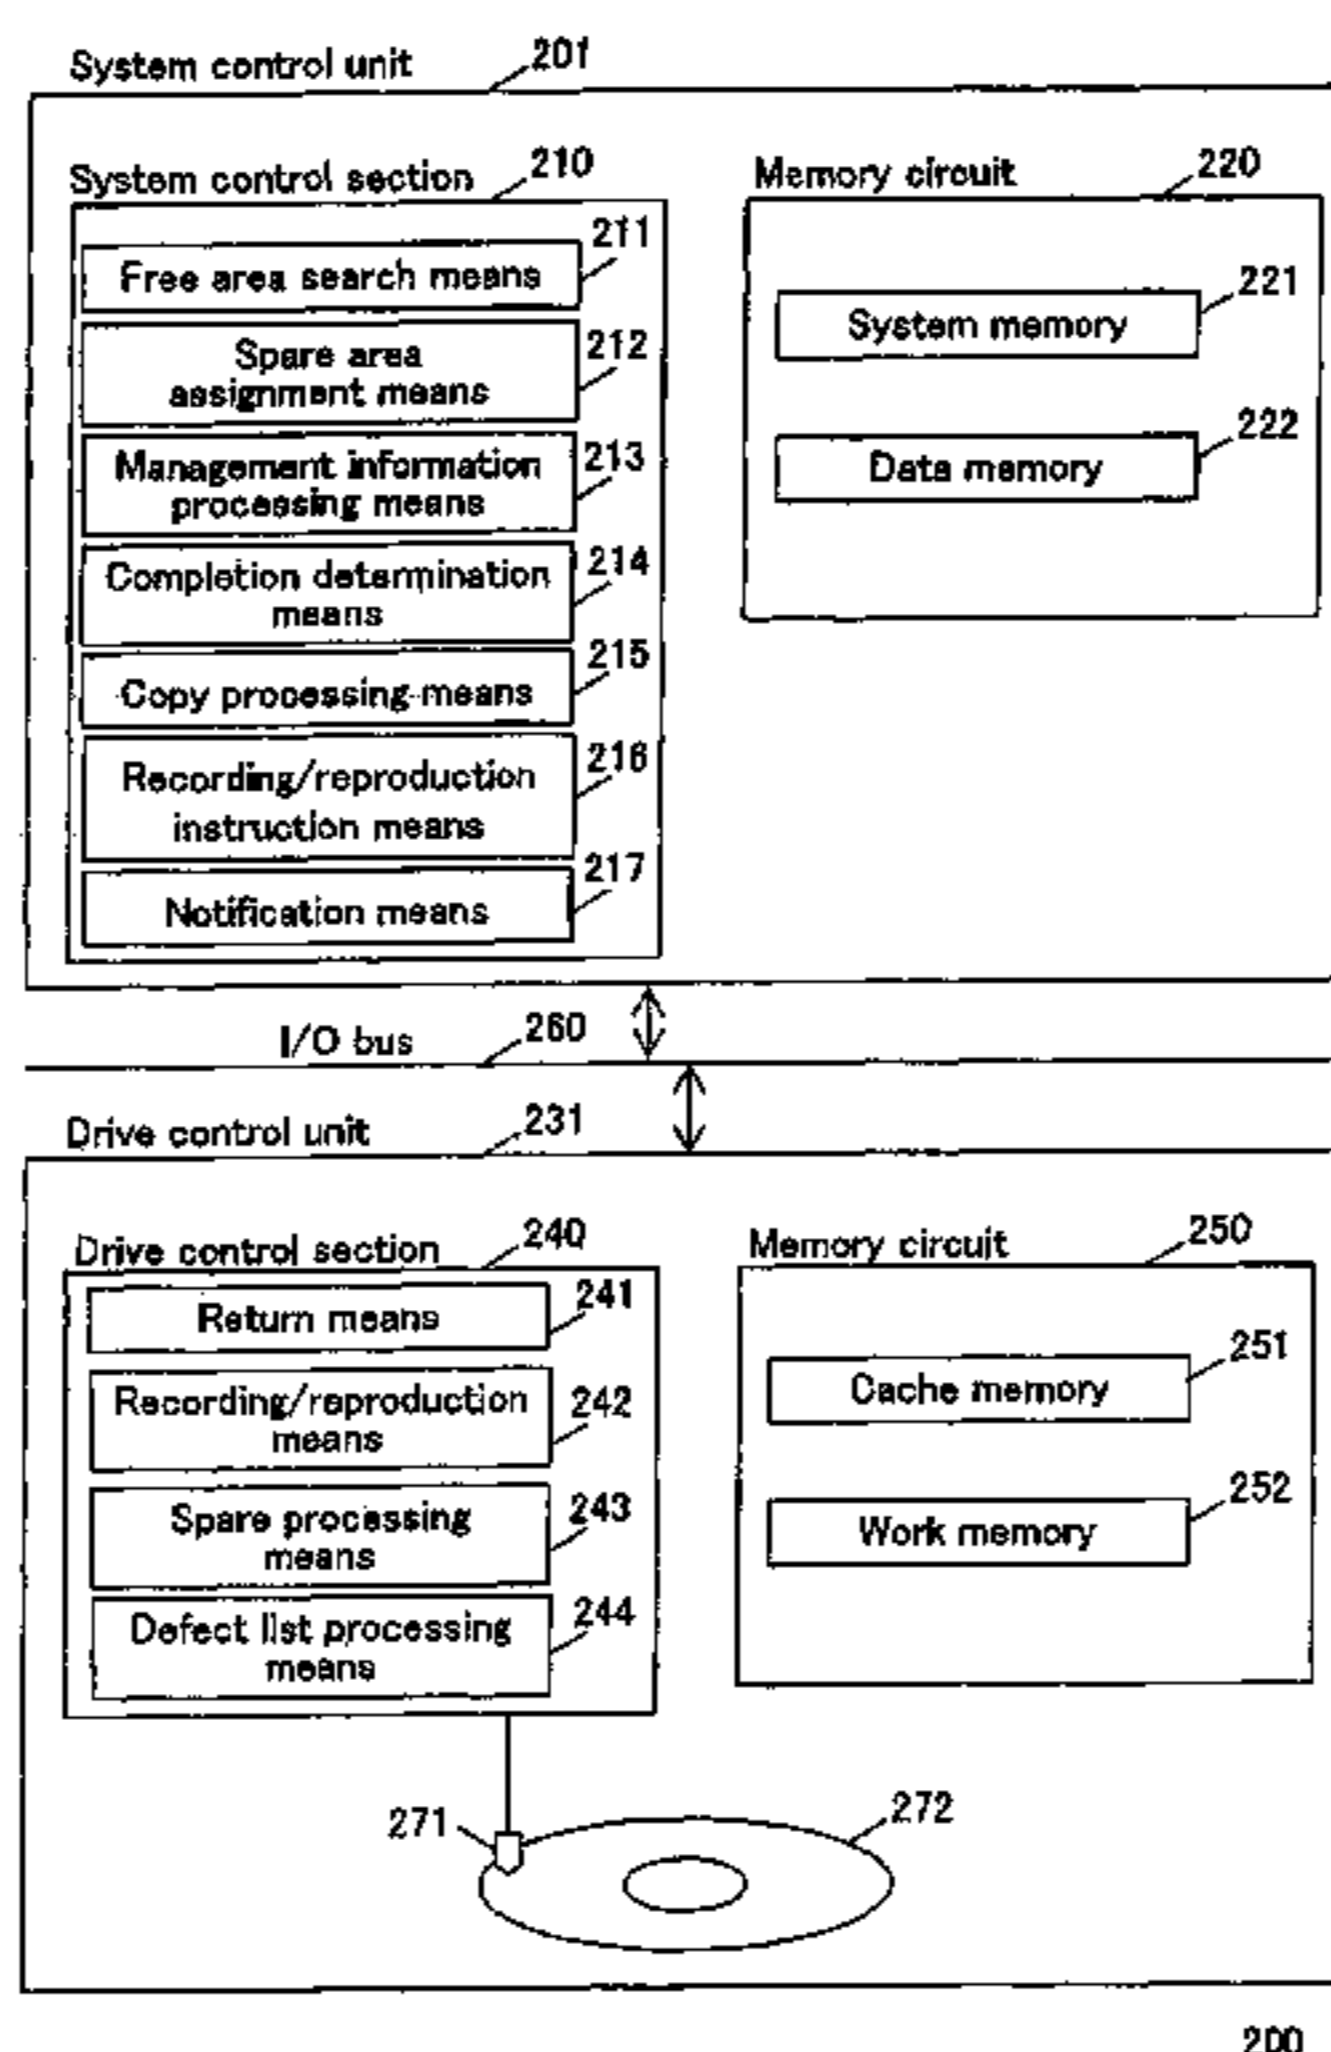 System control unit 201
System control section 210
Memory circuit 220
Free area search means 211
System memory 221
Spare area
assignment means 212
Data memory 222
Management information
processing means 213
Completion determination
means 214
Copy processing means 215
Recording/reproduction
instruction means 216
Notification means 217
I/O bus 260
Drive control unit 231
Drive control section 240
Memory circuit 250
Return means 241
Cache memory 251
Recording/reproduction
means 242
Work memory 252
Spare processing
means 243
Defect list processing
means 244
271
272
200